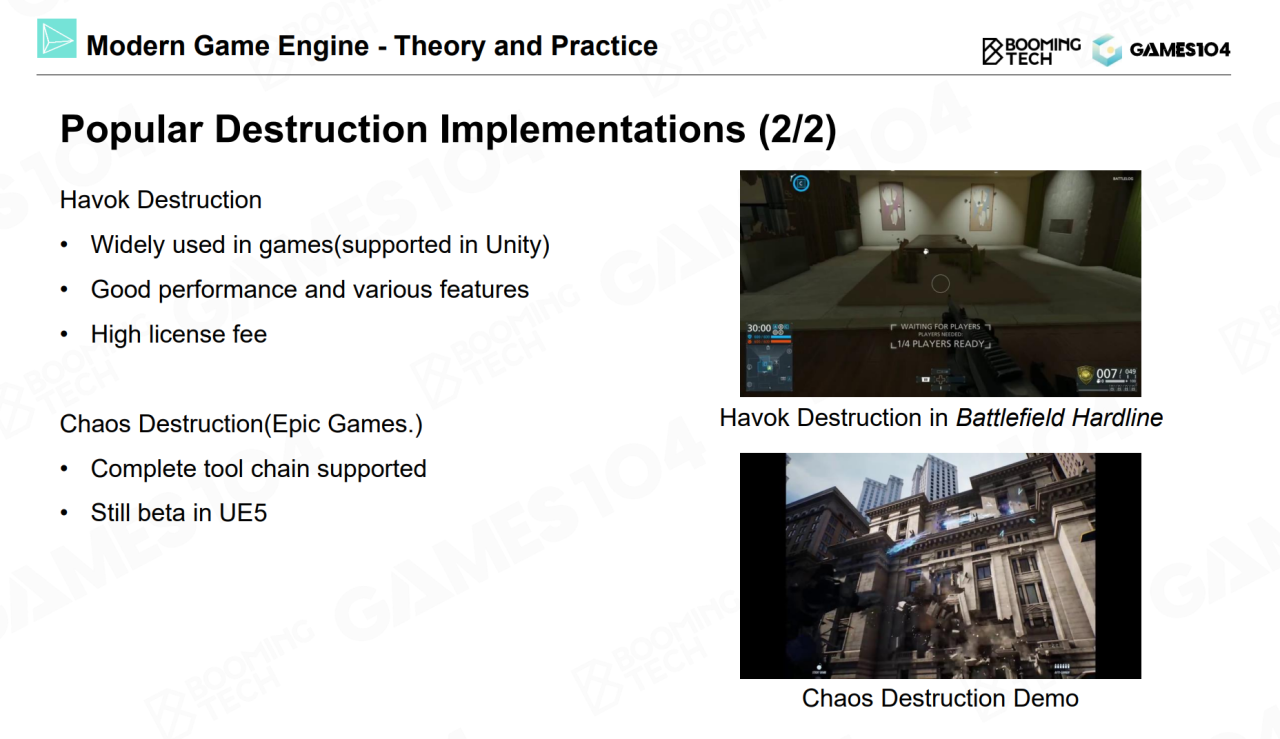 Modern Game Engine - Theory and Practice
BOOMING
TECH
GAMES104
Popular Destruction Implementations (2/2)
Havok Destruction
• Widely used in games(supported in Unity)
• Good performance and various features
• High license fee
Chaos Destruction(Epic Games.)
• Complete tool chain supported
• Still beta in UE5
30:00
WAITING FOR PLAYERS
PLAYERS NEEDED:
1/4 PLAYERS READY
007 / 049
Havok Destruction in Battlefield Hardline
Chaos Destruction Demo